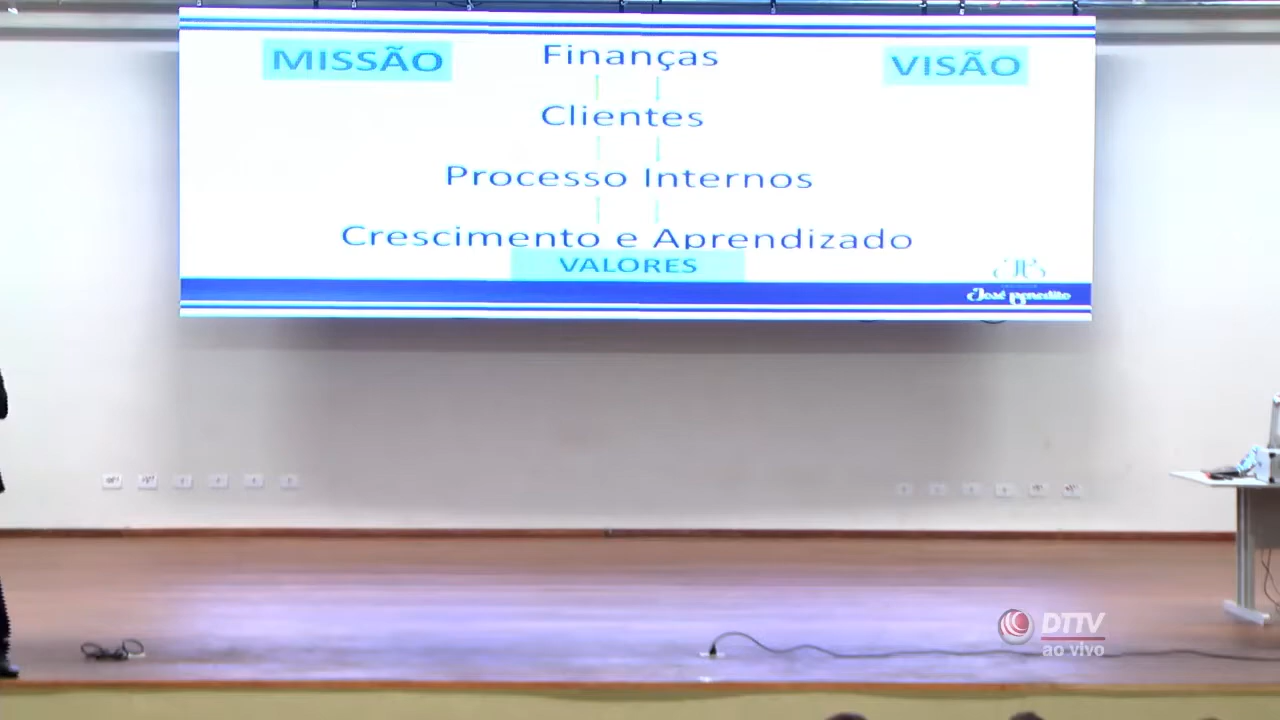 MISSÃO
Finanças
VISÃO
Clientes
Processo Internos
Crescimento e Aprendizado
VALORES
José Benedito
DTTV
ao vivo